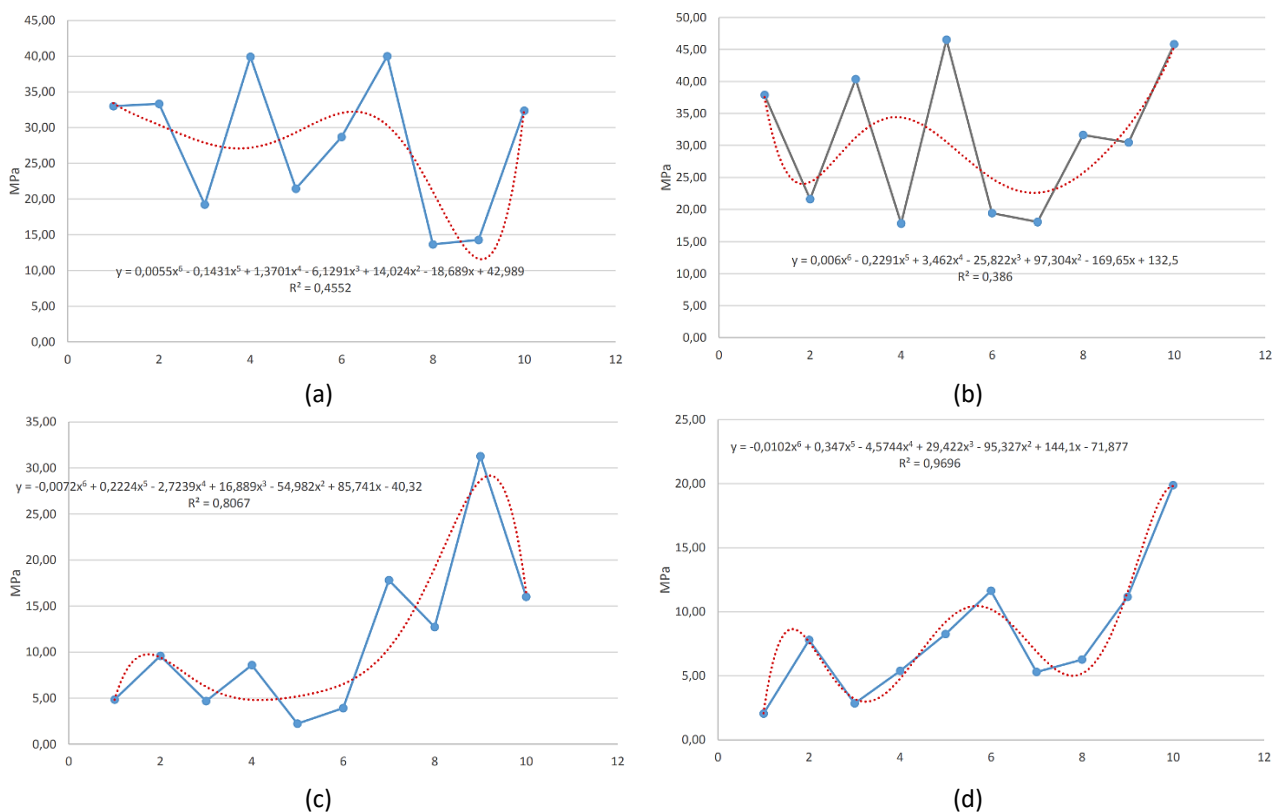 45,00
40,00
35,00
30,00
25,00
20,00
15,00
10,00
5,00
0,00
MPa
y = 0,0055x⁶ - 0,1431x⁵ + 1,3701x⁴ - 6,1291x³ + 14,024x² - 18,689x + 42,989
R² = 0,4552
0 2 4 6 8 10 12
(a)
50,00
45,00
40,00
35,00
30,00
25,00
20,00
15,00
10,00
5,00
0,00
MPa
y = 0,006x⁶ - 0,2291x⁵ + 3,462x⁴ - 25,822x³ + 97,304x² - 169,65x + 132,5
R² = 0,386
0 2 4 6 8 10 12
(b)
35,00
30,00
25,00
20,00
15,00
10,00
5,00
0,00
MPa
y = -0,0072x⁶ + 0,2224x⁵ - 2,7239x⁴ + 16,889x³ - 54,982x² + 85,741x - 40,32
R² = 0,8067
0 2 4 6 8 10 12
(c)
25,00
20,00
15,00
10,00
5,00
0,00
MPa
y = -0,0102x⁶ + 0,347x⁵ - 4,5744x⁴ + 29,422x³ - 95,327x² + 144,1x - 71,877
R² = 0,9696
0 2 4 6 8 10 12
(d)